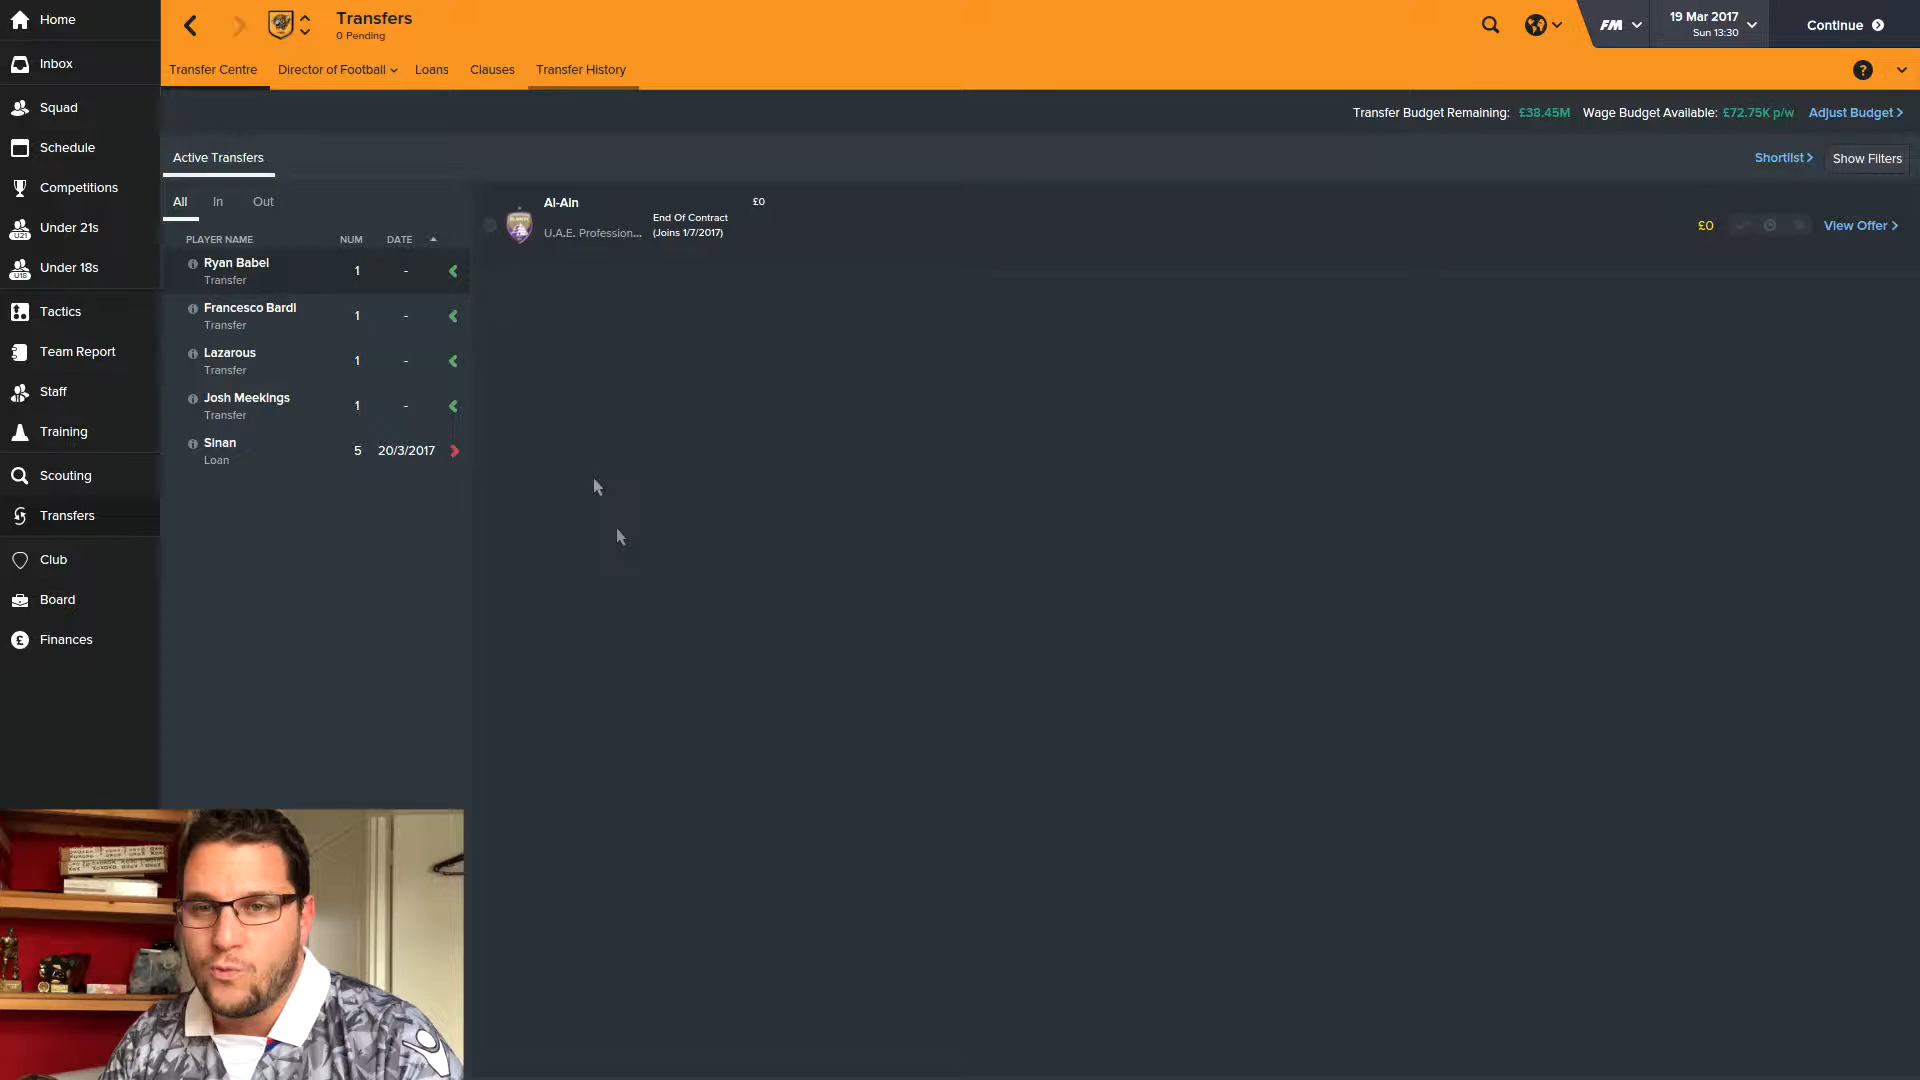 Home
Inbox
Squad
Schedule
Competitions
Under 21s
Under 18s
Tactics
Team Report
Staff
Training
Scouting
Transfers
Club
Board
Finances
Transfers
0 Pending
FM
19 Mar 2017
Sun 13:30
Continue
Transfer Centre
Director of Football
Loans
Clauses
Transfer History
Transfer Budget Remaining: £38.45M Wage Budget Available: £72.75K p/w Adjust Budget
Active Transfers
Shortlist
Show Filters
All
In
Out
PLAYER NAME NUM DATE
Ryan Babel
Transfer
1 -
Francesco Bardi
Transfer
1 -
Lazarous
Transfer
1 -
Josh Meekings
Transfer
1 -
Sinan
Loan
5 20/3/2017
Al-Ain
U.A.E. Profession...
End Of Contract
(Joins 1/7/2017)
£0
£0
View Offer